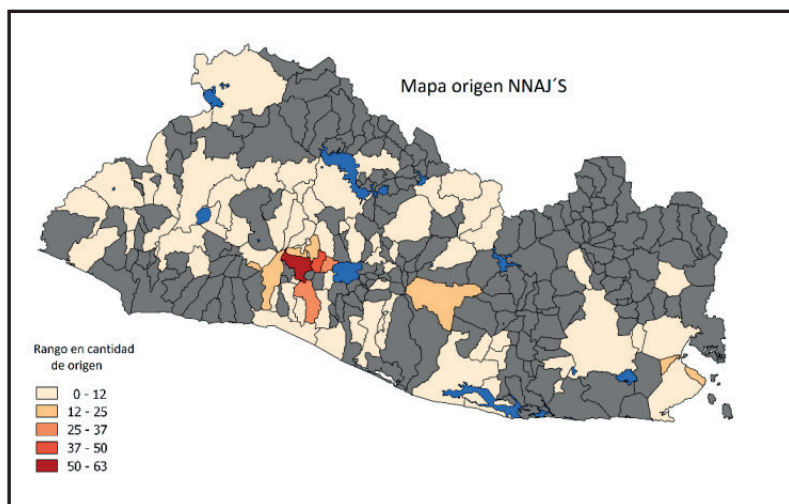 Mapa origen NNAJ´S
Rango en cantidad
de origen
0 - 12
12 - 25
25 - 37
37 - 50
50 - 63